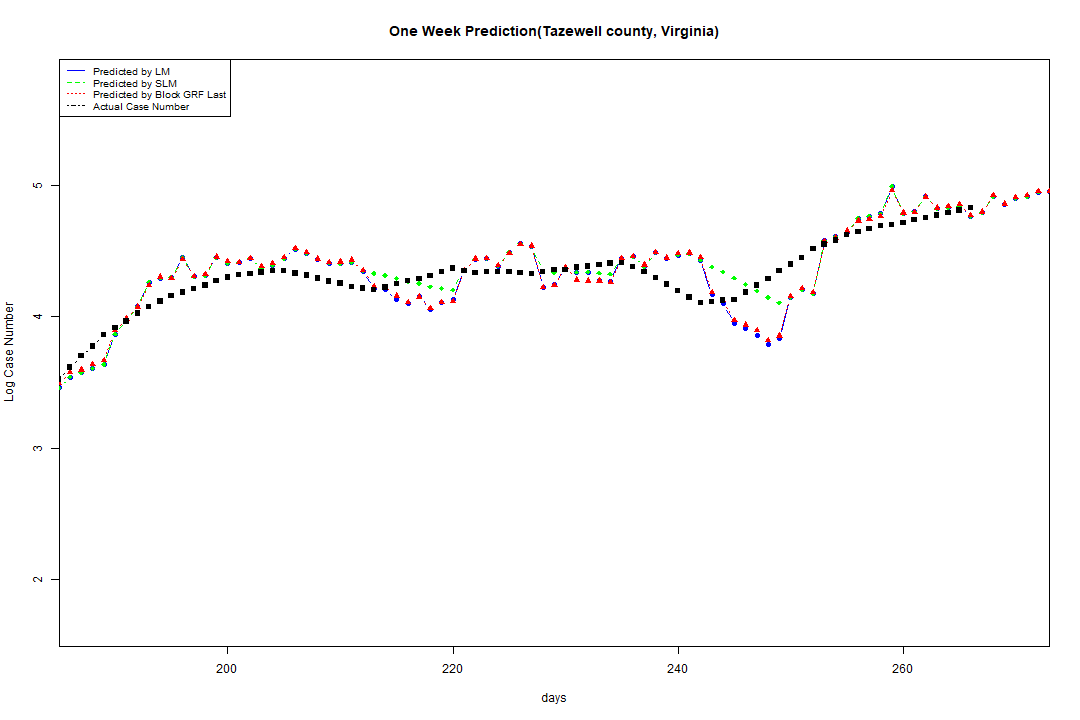 One Week Prediction(Tazewell county, Virginia)
Predicted by LM
Predicted by SLM
Predicted by Block GRF Last
Actual Case Number
5
4
3
2
Log Case Number
200 220 240 260
days